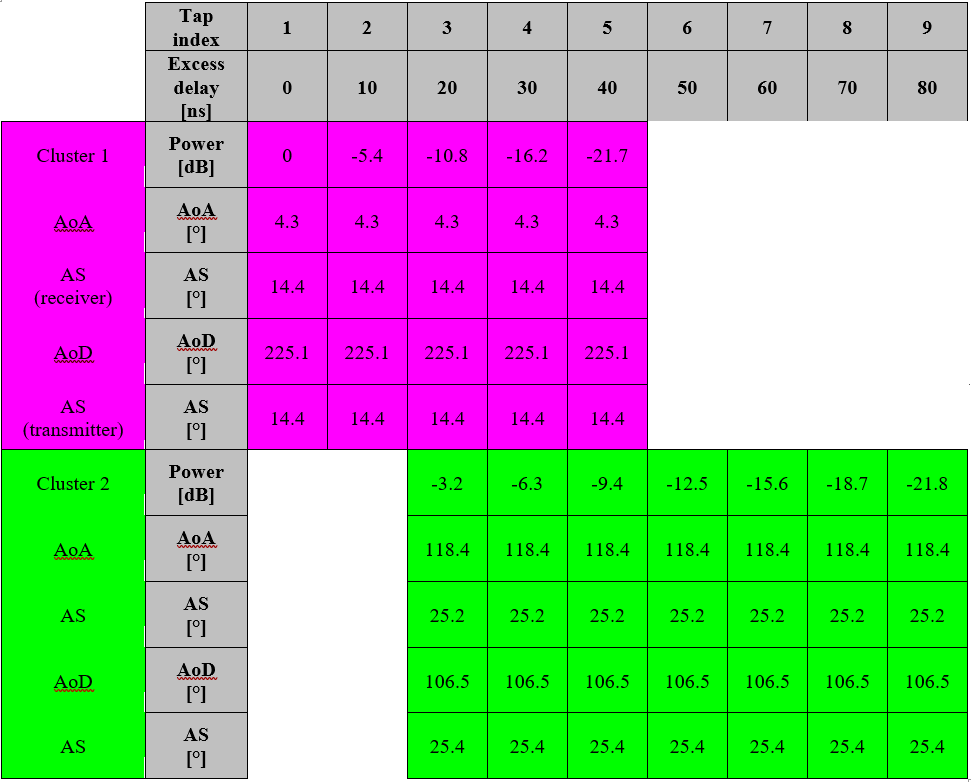 Tap index 1 2 3 4 5 6 7 8 9
Excess delay [ns] 0 10 20 30 40 50 60 70 80
Cluster 1 Power [dB] 0 -5.4 -10.8 -16.2 -21.7
AoA AoA [°] 4.3 4.3 4.3 4.3 4.3
AS (receiver) AS [°] 14.4 14.4 14.4 14.4 14.4
AoD AoD [°] 225.1 225.1 225.1 225.1 225.1
AS (transmitter) AS [°] 14.4 14.4 14.4 14.4 14.4
Cluster 2 Power [dB] -3.2 -6.3 -9.4 -12.5 -15.6 -18.7 -21.8
AoA AoA [°] 118.4 118.4 118.4 118.4 118.4 118.4 118.4
AS AS [°] 25.2 25.2 25.2 25.2 25.2 25.2 25.2
AoD AoD [°] 106.5 106.5 106.5 106.5 106.5 106.5 106.5
AS AS [°] 25.4 25.4 25.4 25.4 25.4 25.4 25.4